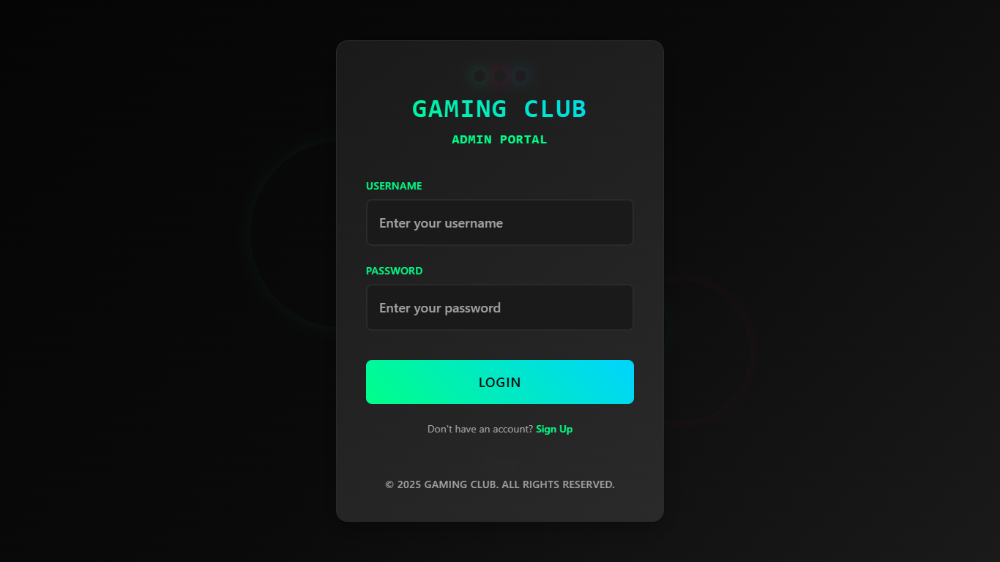 GAMING CLUB
ADMIN PORTAL
USERNAME
Enter your username
PASSWORD
Enter your password
LOGIN
Don't have an account? Sign Up
© 2025 GAMING CLUB. ALL RIGHTS RESERVED.